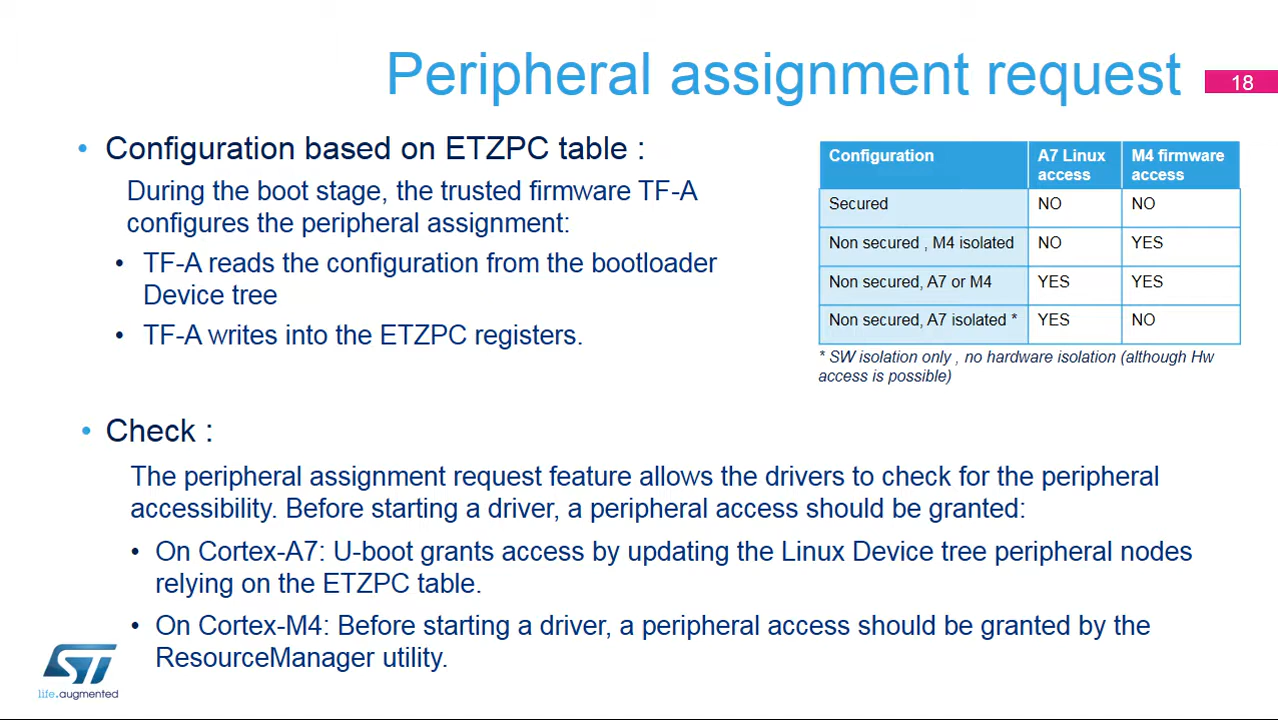 Peripheral assignment request
18
• Configuration based on ETZPC table :
During the boot stage, the trusted firmware TF-A
configures the peripheral assignment:
• TF-A reads the configuration from the bootloader
Device tree
• TF-A writes into the ETZPC registers.
Configuration A7 Linux access M4 firmware access
Secured NO NO
Non secured , M4 isolated NO YES
Non secured, A7 or M4 YES YES
Non secured, A7 isolated * YES NO
* SW isolation only , no hardware isolation (although Hw
access is possible)
• Check :
The peripheral assignment request feature allows the drivers to check for the peripheral
accessibility. Before starting a driver, a peripheral access should be granted:
• On Cortex-A7: U-boot grants access by updating the Linux Device tree peripheral nodes
relying on the ETZPC table.
• On Cortex-M4: Before starting a driver, a peripheral access should be granted by the
ResourceManager utility.
ST
life.augmented